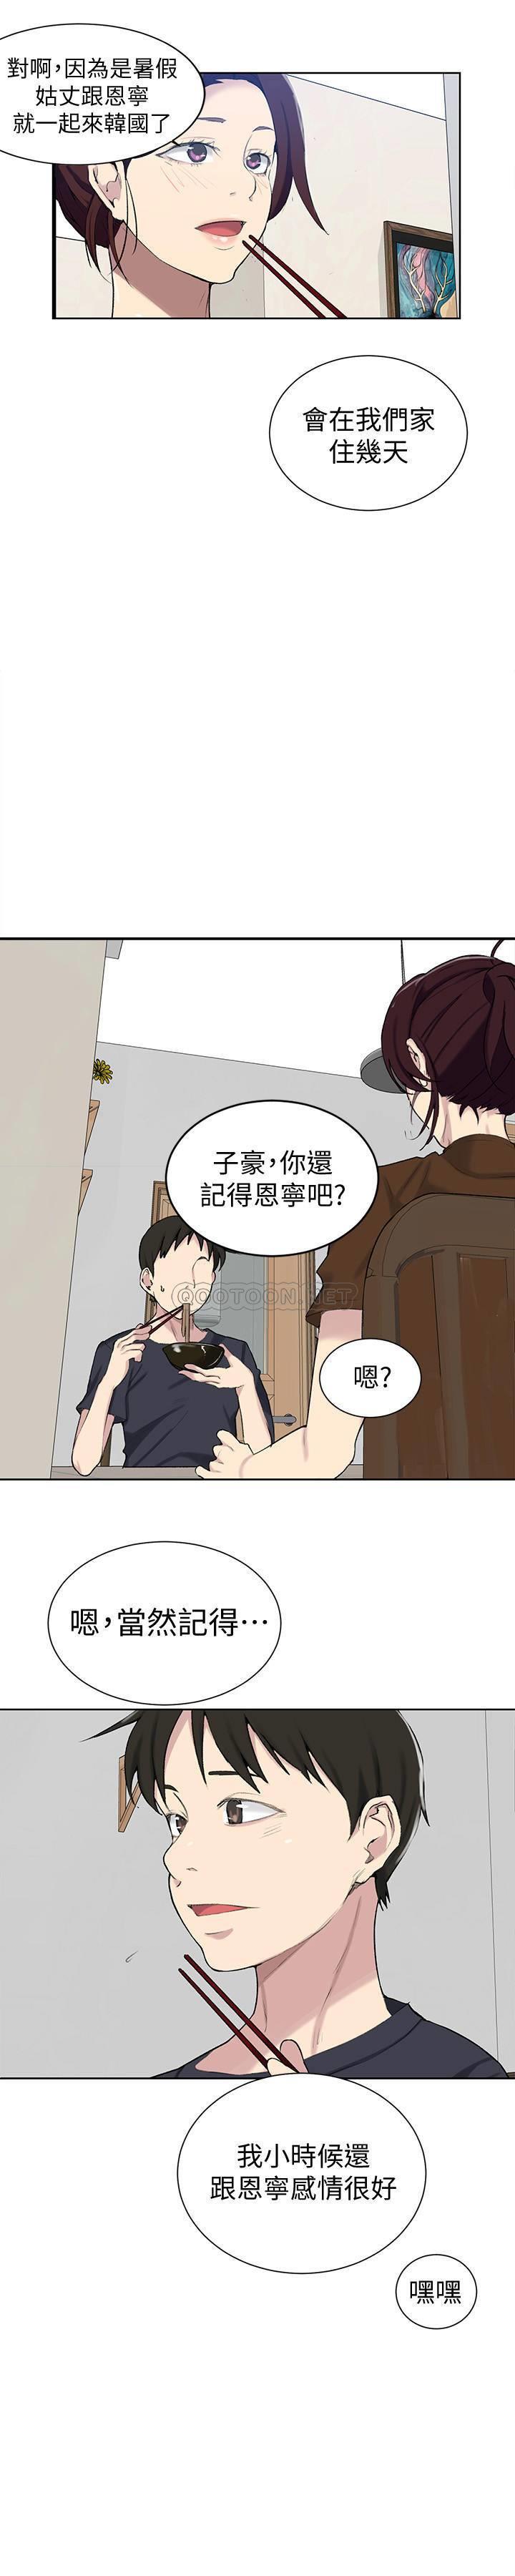 對啊，因為是暑假
姑丈跟恩寧
就一起來韓國了
會在我們家
住幾天
子豪，你還
記得恩寧吧?
QOOTOON.NET
嗯?
嗯，當然記得⋯
我小時候還
跟恩寧感情很好
嘿嘿